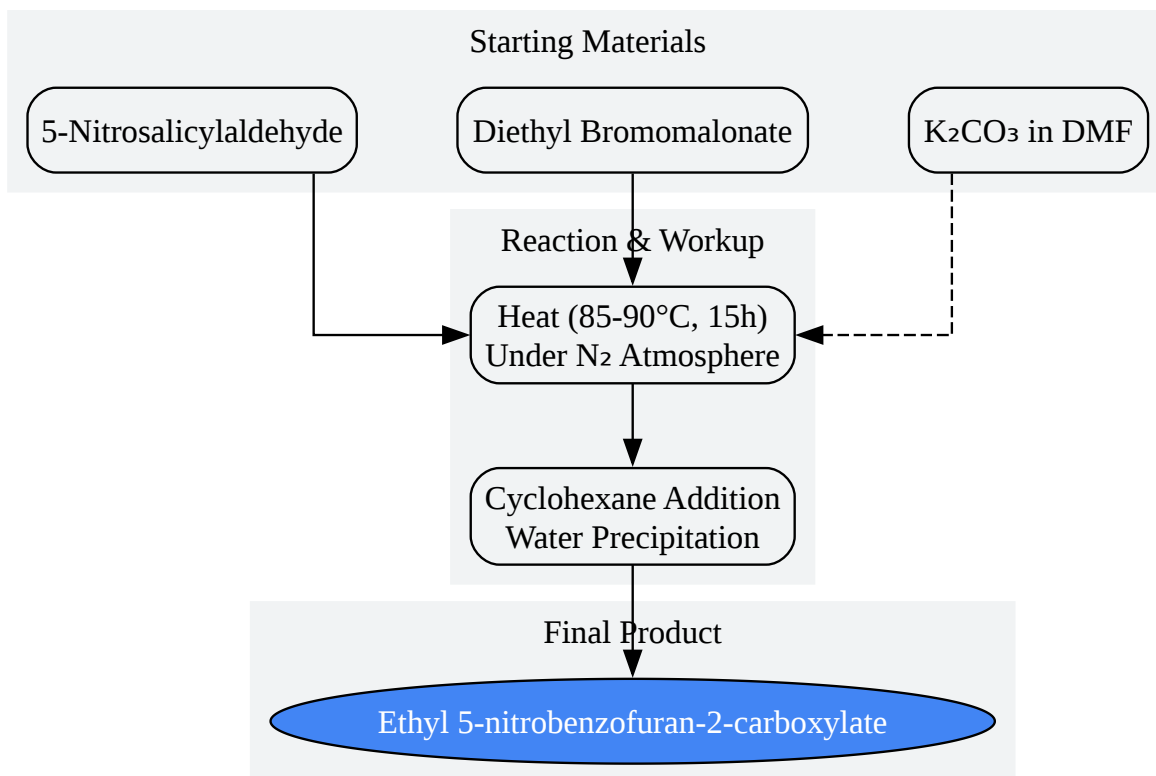 Starting Materials
5-Nitrosalicylaldehyde
Diethyl Bromomalonate
K₂CO₃ in DMF
Reaction & Workup
Heat (85-90°C, 15h)
Under N₂ Atmosphere
Cyclohexane Addition
Water Precipitation
Final Product
Ethyl 5-nitrobenzofuran-2-carboxylate